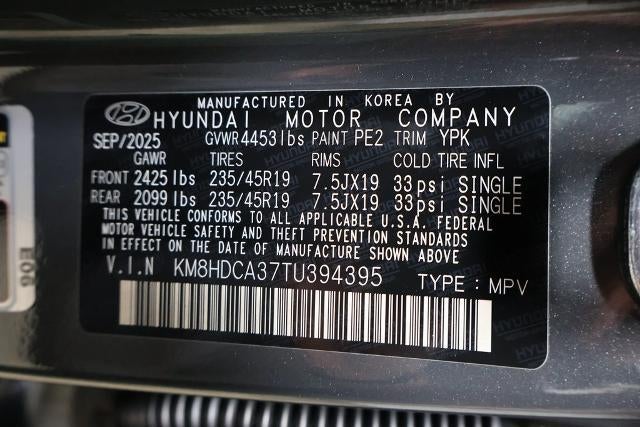 MANUFACTURED IN KOREA BY
HYUNDAI MOTOR COMPANY
SEP/2025 GVWR 4453lbs PAINT PE2 TRIM YPK
GAWR TIRES RIMS COLD TIRE INFL
FRONT 2425lbs 235/45R19 7.5JX19 33psi SINGLE
REAR 2099lbs 235/45R19 7.5JX19 33psi SINGLE
THIS VEHICLE CONFORMS TO ALL APPLICABLE U.S.A. FEDERAL
MOTOR VEHICLE SAFETY AND THEFT PREVENTION STANDARDS
IN EFFECT ON THE DATE OF MANUFACTURE SHOWN ABOVE
V.I.N KM8HDCA37TU394395 TYPE : MPV